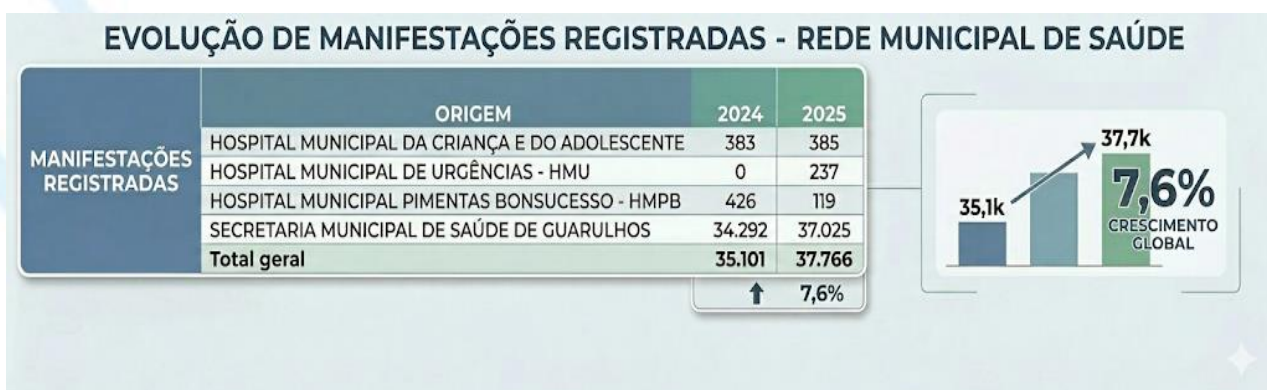 EVOLUÇÃO DE MANIFESTAÇÕES REGISTRADAS - REDE MUNICIPAL DE SAÚDE
MANIFESTAÇÕES
REGISTRADAS
ORIGEM 2024 2025
HOSPITAL MUNICIPAL DA CRIANÇA E DO ADOLESCENTE 383 385
HOSPITAL MUNICIPAL DE URGÊNCIAS - HMU 0 237
HOSPITAL MUNICIPAL PIMENTAS BONSUCESSO - HMPB 426 119
SECRETARIA MUNICIPAL DE SAÚDE DE GUARULHOS 34.292 37.025
Total geral 35.101 37.766
7,6%
35,1k
37,7k
7,6%
CRESCIMENTO
GLOBAL